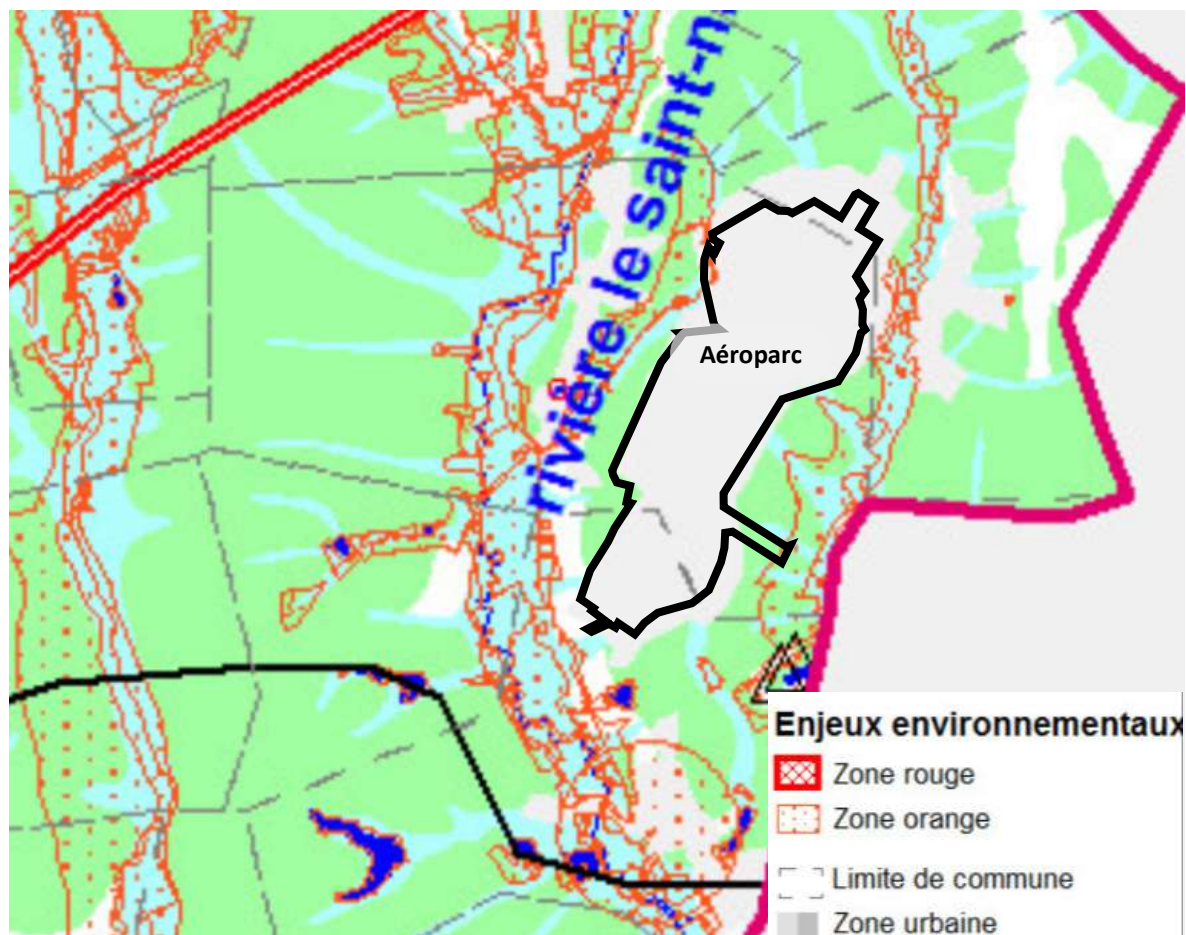 rivière le saint-n
Aéroparc
Enjeux environnementaux
Zone rouge
Zone orange
Limite de commune
Zone urbaine